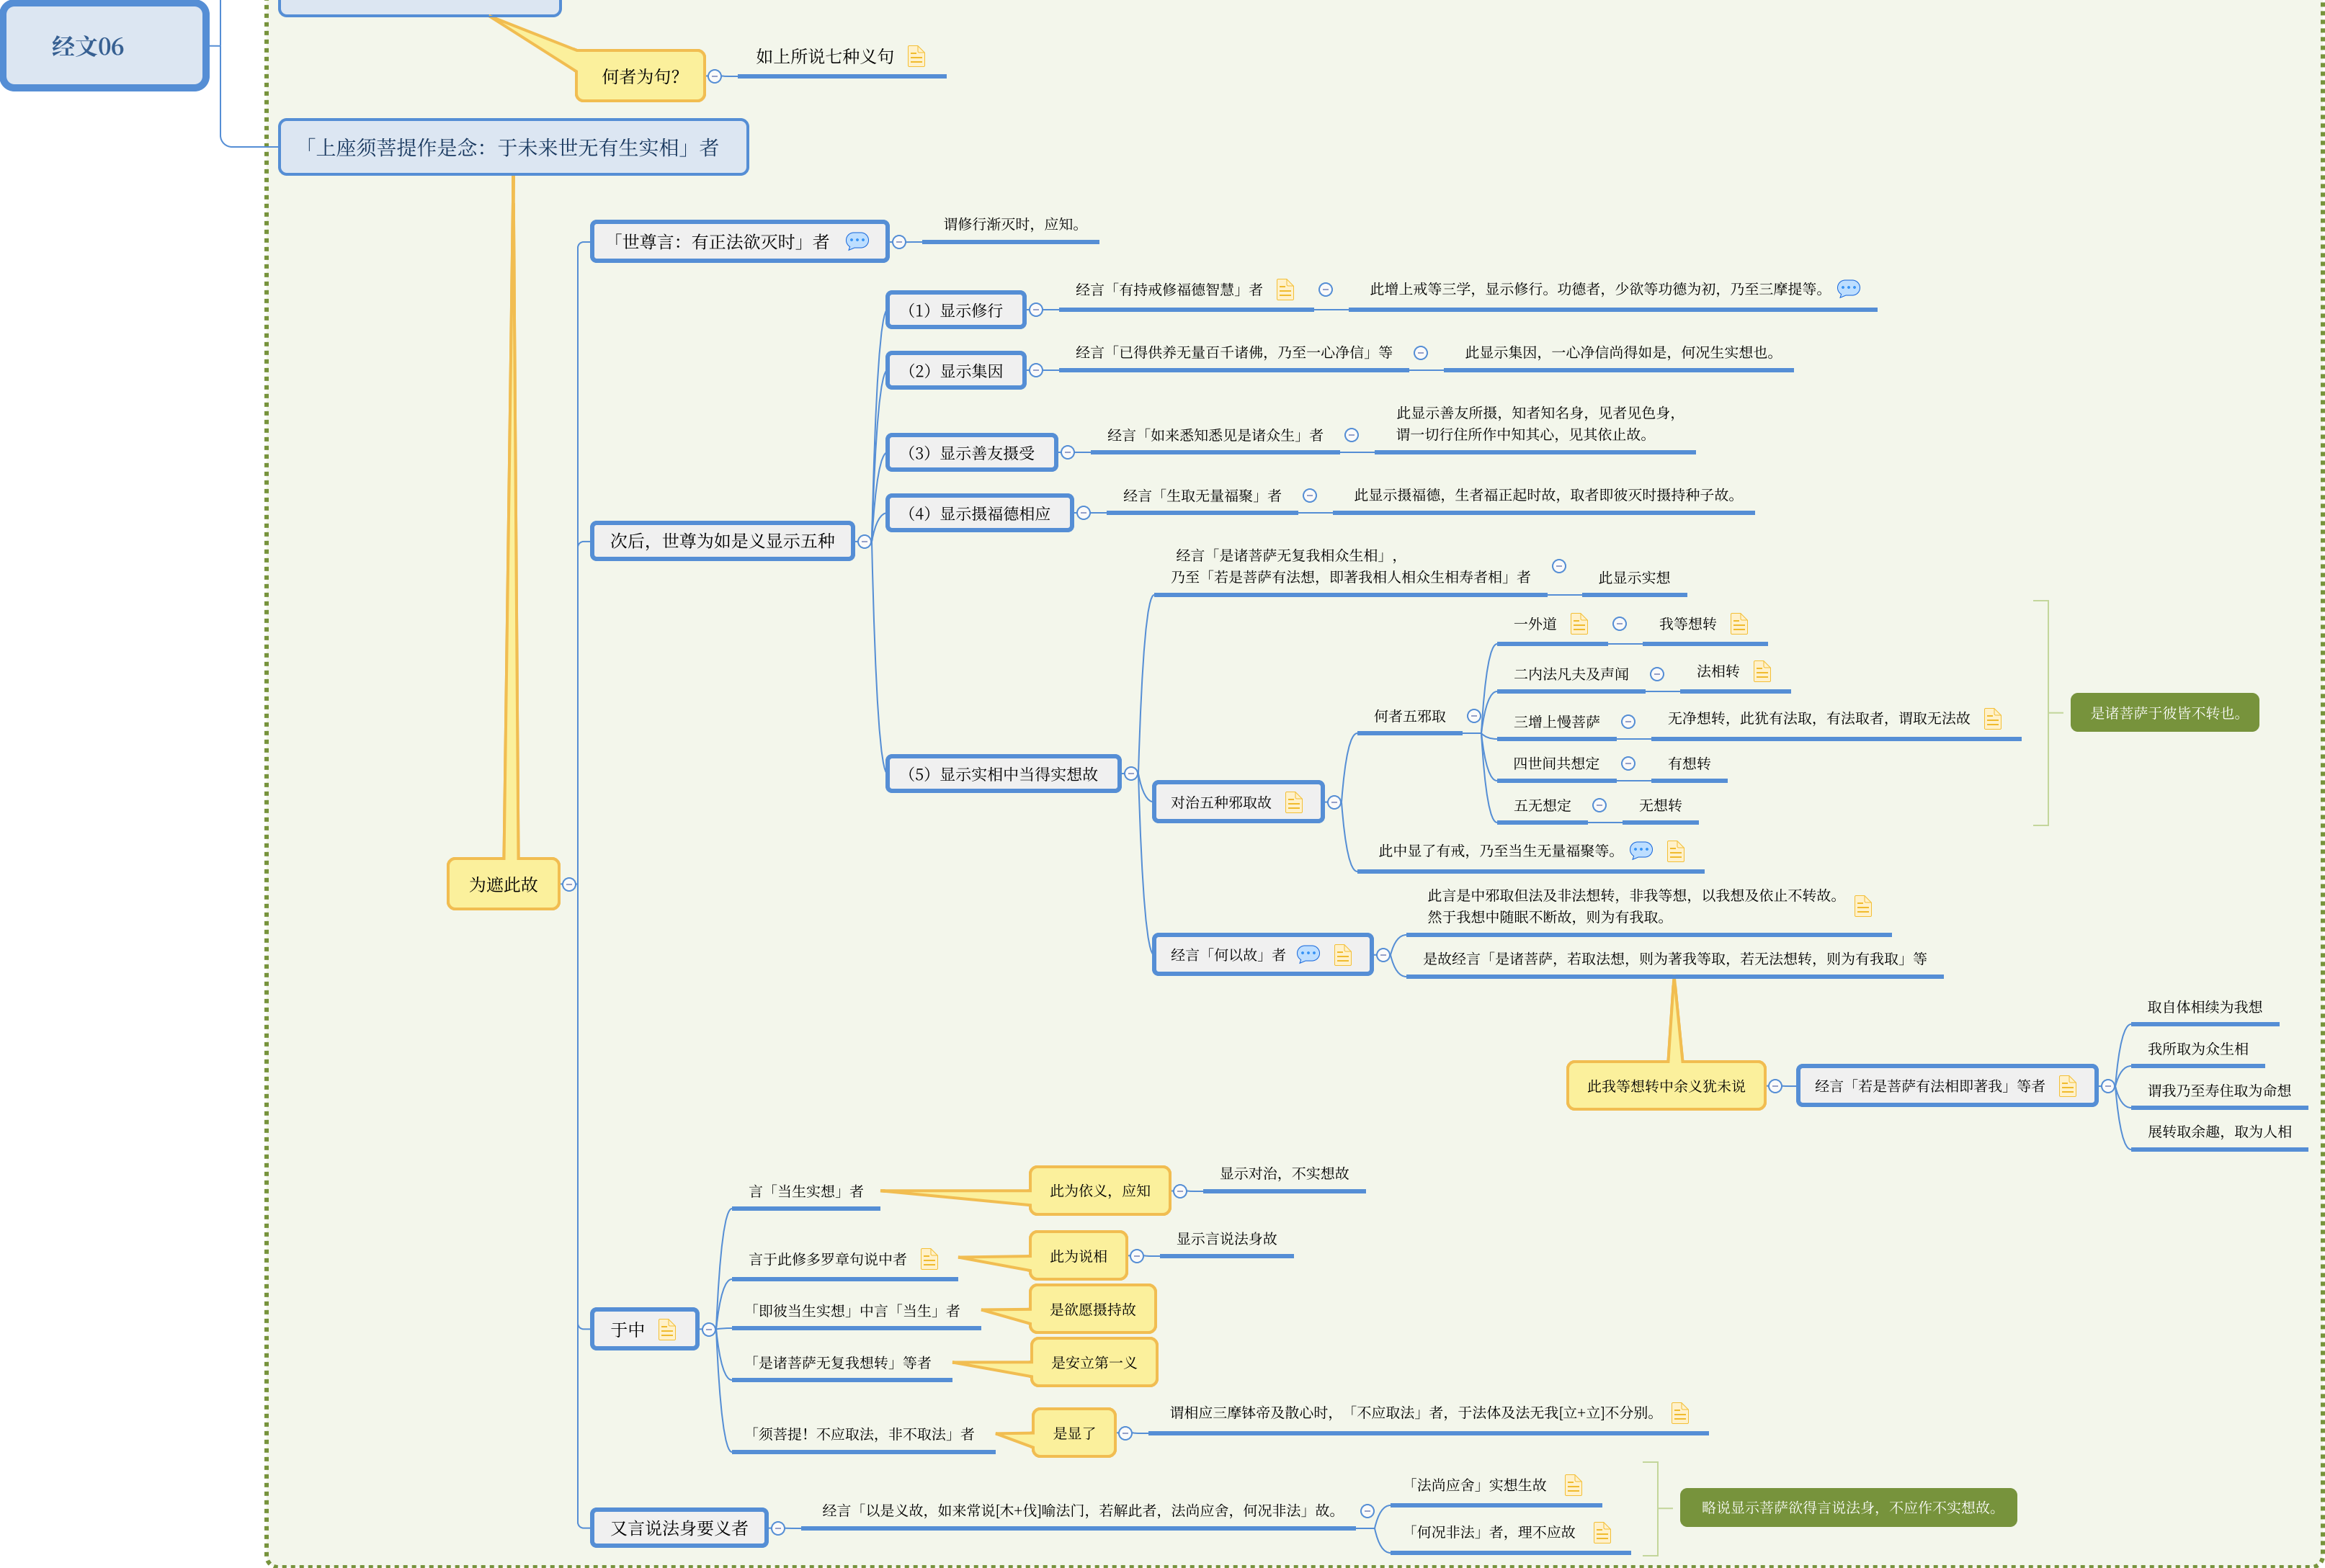 经文06
何者为句？
如上所说七种义句
「上座须菩提作是念：于未来世无有生实相」者
为遮此故
「世尊言：有正法欲灭时」者
谓修行渐灭时，应知。
次后，世尊为如是义显示五种
（1）显示修行
经言「有持戒修福德智慧」者
此增上戒等三学，显示修行。功德者，少欲等功德为初，乃至三摩提等。
（2）显示集因
经言「已得供养无量百千诸佛，乃至一心净信」等
此显示集因，一心净信尚得如是，何况生实想也。
（3）显示善友摄受
经言「如来悉知悉见是诸众生」者
此显示善友所摄，知者知名身，见者见色身，
谓一切行住所作中知其心，见其依止故。
（4）显示摄福德相应
经言「生取无量福聚」者
此显示摄福德，生者福正起时故，取者即彼灭时摄持种子故。
（5）显示实相中当得实想故
经言「是诸菩萨无复我相众生相」，
乃至「若是菩萨有法想，即著我相人相众生相寿者相」者
此显示实想
对治五种邪取故
何者五邪取
一外道
我等想转
二内法凡夫及声闻
法相转
三增上慢菩萨
无净想转，此犹有法取，有法取者，谓取无法故
四世间共想定
有想转
五无想定
无想转
是诸菩萨于彼皆不转也。
此中显了有戒，乃至当生无量福聚等。
经言「何以故」者
此言是中邪取但法及非法想转，非我等想，以我想及依止不转故。
然于我想中随眠不断故，则为有我取。
是故经言「是诸菩萨，若取法想，则为著我等取，若无法想转，则为有我取」等
此我等想转中余义犹未说
经言「若是菩萨有法相即著我」等者
取自体相续为我想
我所取为众生相
谓我乃至寿住取为命想
展转取余趣，取为人相
于中
言「当生实想」者
此为依义，应知
显示对治，不实想故
言于此修多罗章句说中者
此为说相
显示言说法身故
「即彼当生实想」中言「当生」者
是欲愿摄持故
「是诸菩萨无复我想转」等者
是安立第一义
「须菩提！不应取法，非不取法」者
是显了
谓相应三摩钵帝及散心时，「不应取法」者，于法体及法无我[立+立]不分别。
又言说法身要义者
经言「以是义故，如来常说[木+伐]喻法门，若解此者，法尚应舍，何况非法」故。
「法尚应舍」实想生故
「何况非法」者，理不应故
略说显示菩萨欲得言说法身，不应作不实想故。